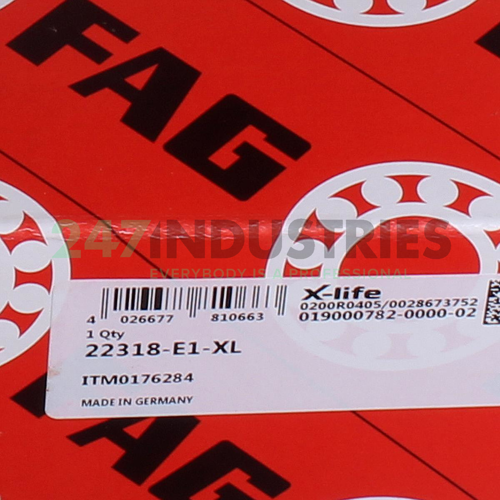 FAG
247INDUSTRIES
EVERYBODY IS A PROFESSIONAL
X-life
4 026677 810663
0200R0405/0028673752
019000782-0000-02
1 Qty
22318-E1-XL
ITM0176284
MADE IN GERMANY
FAG